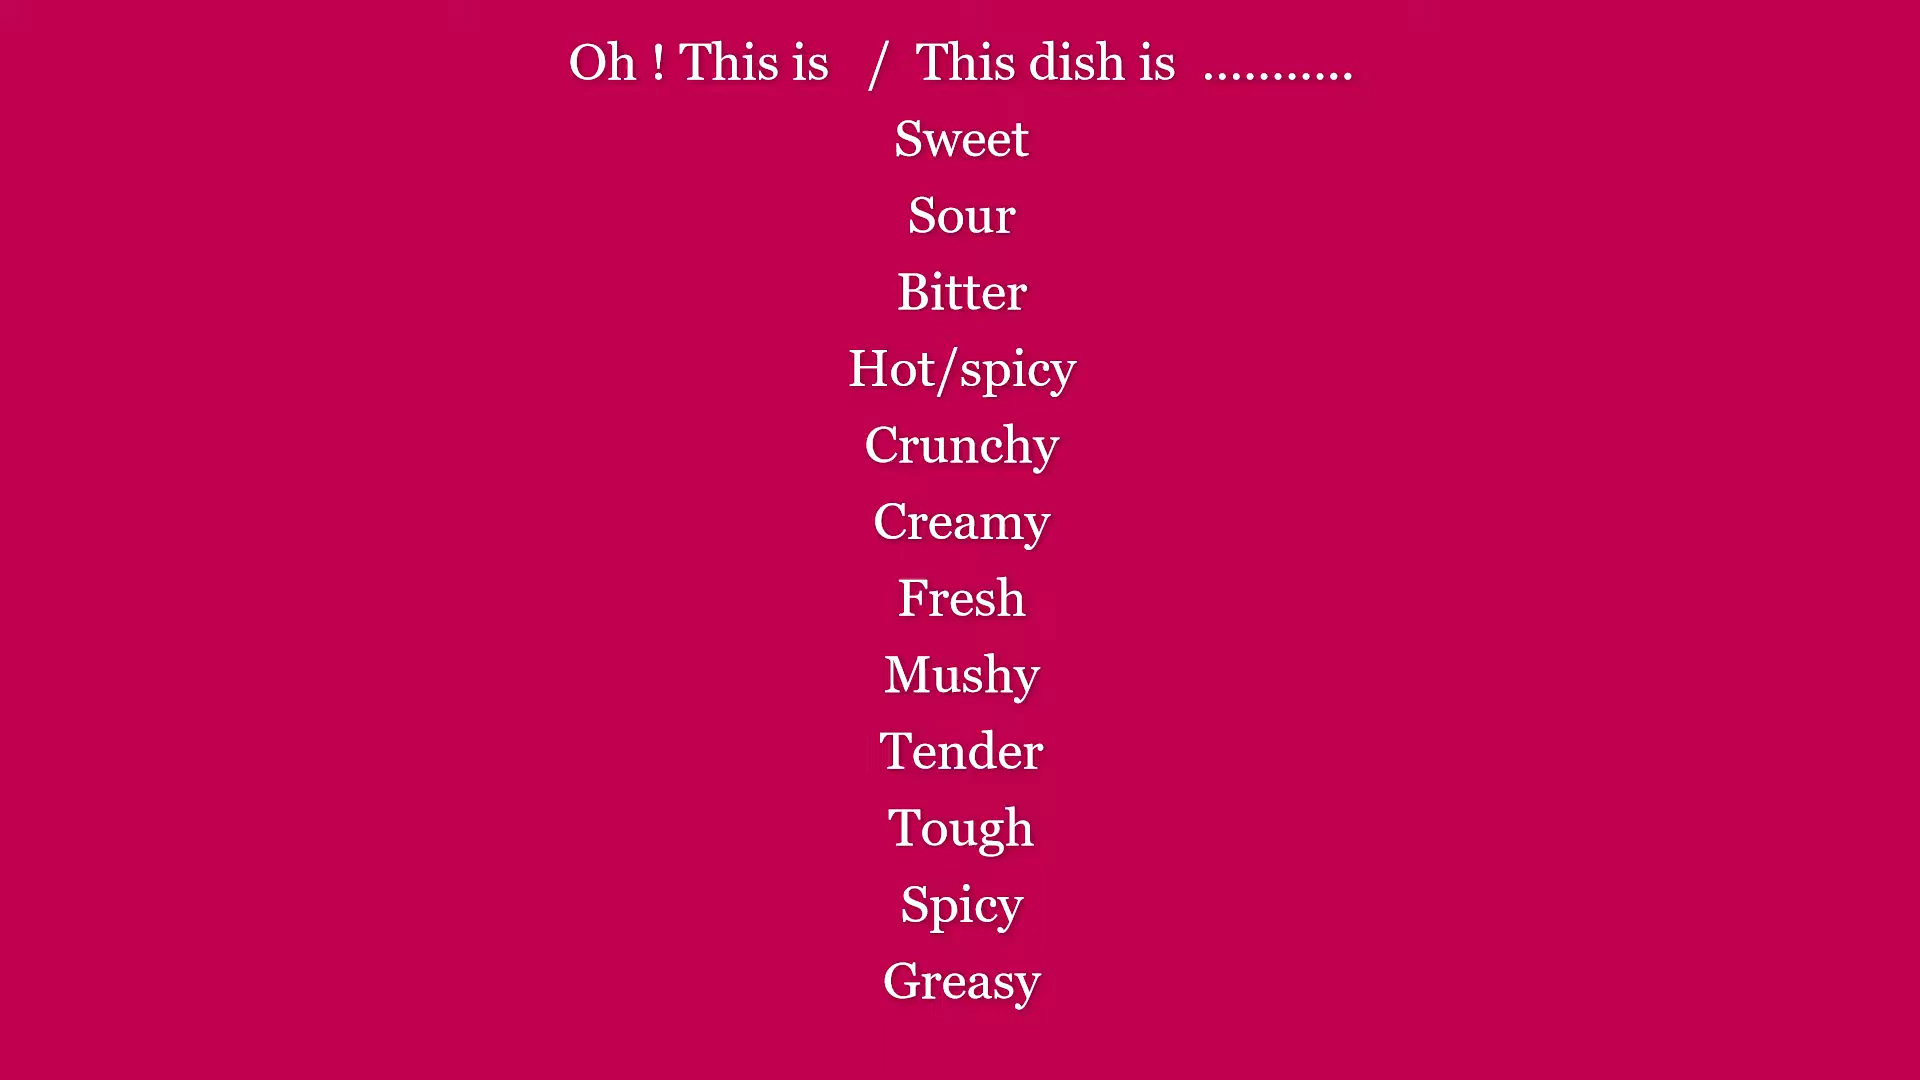 Oh ! This is / This dish is ...........
Sweet
Sour
Bitter
Hot/spicy
Crunchy
Creamy
Fresh
Mushy
Tender
Tough
Spicy
Greasy